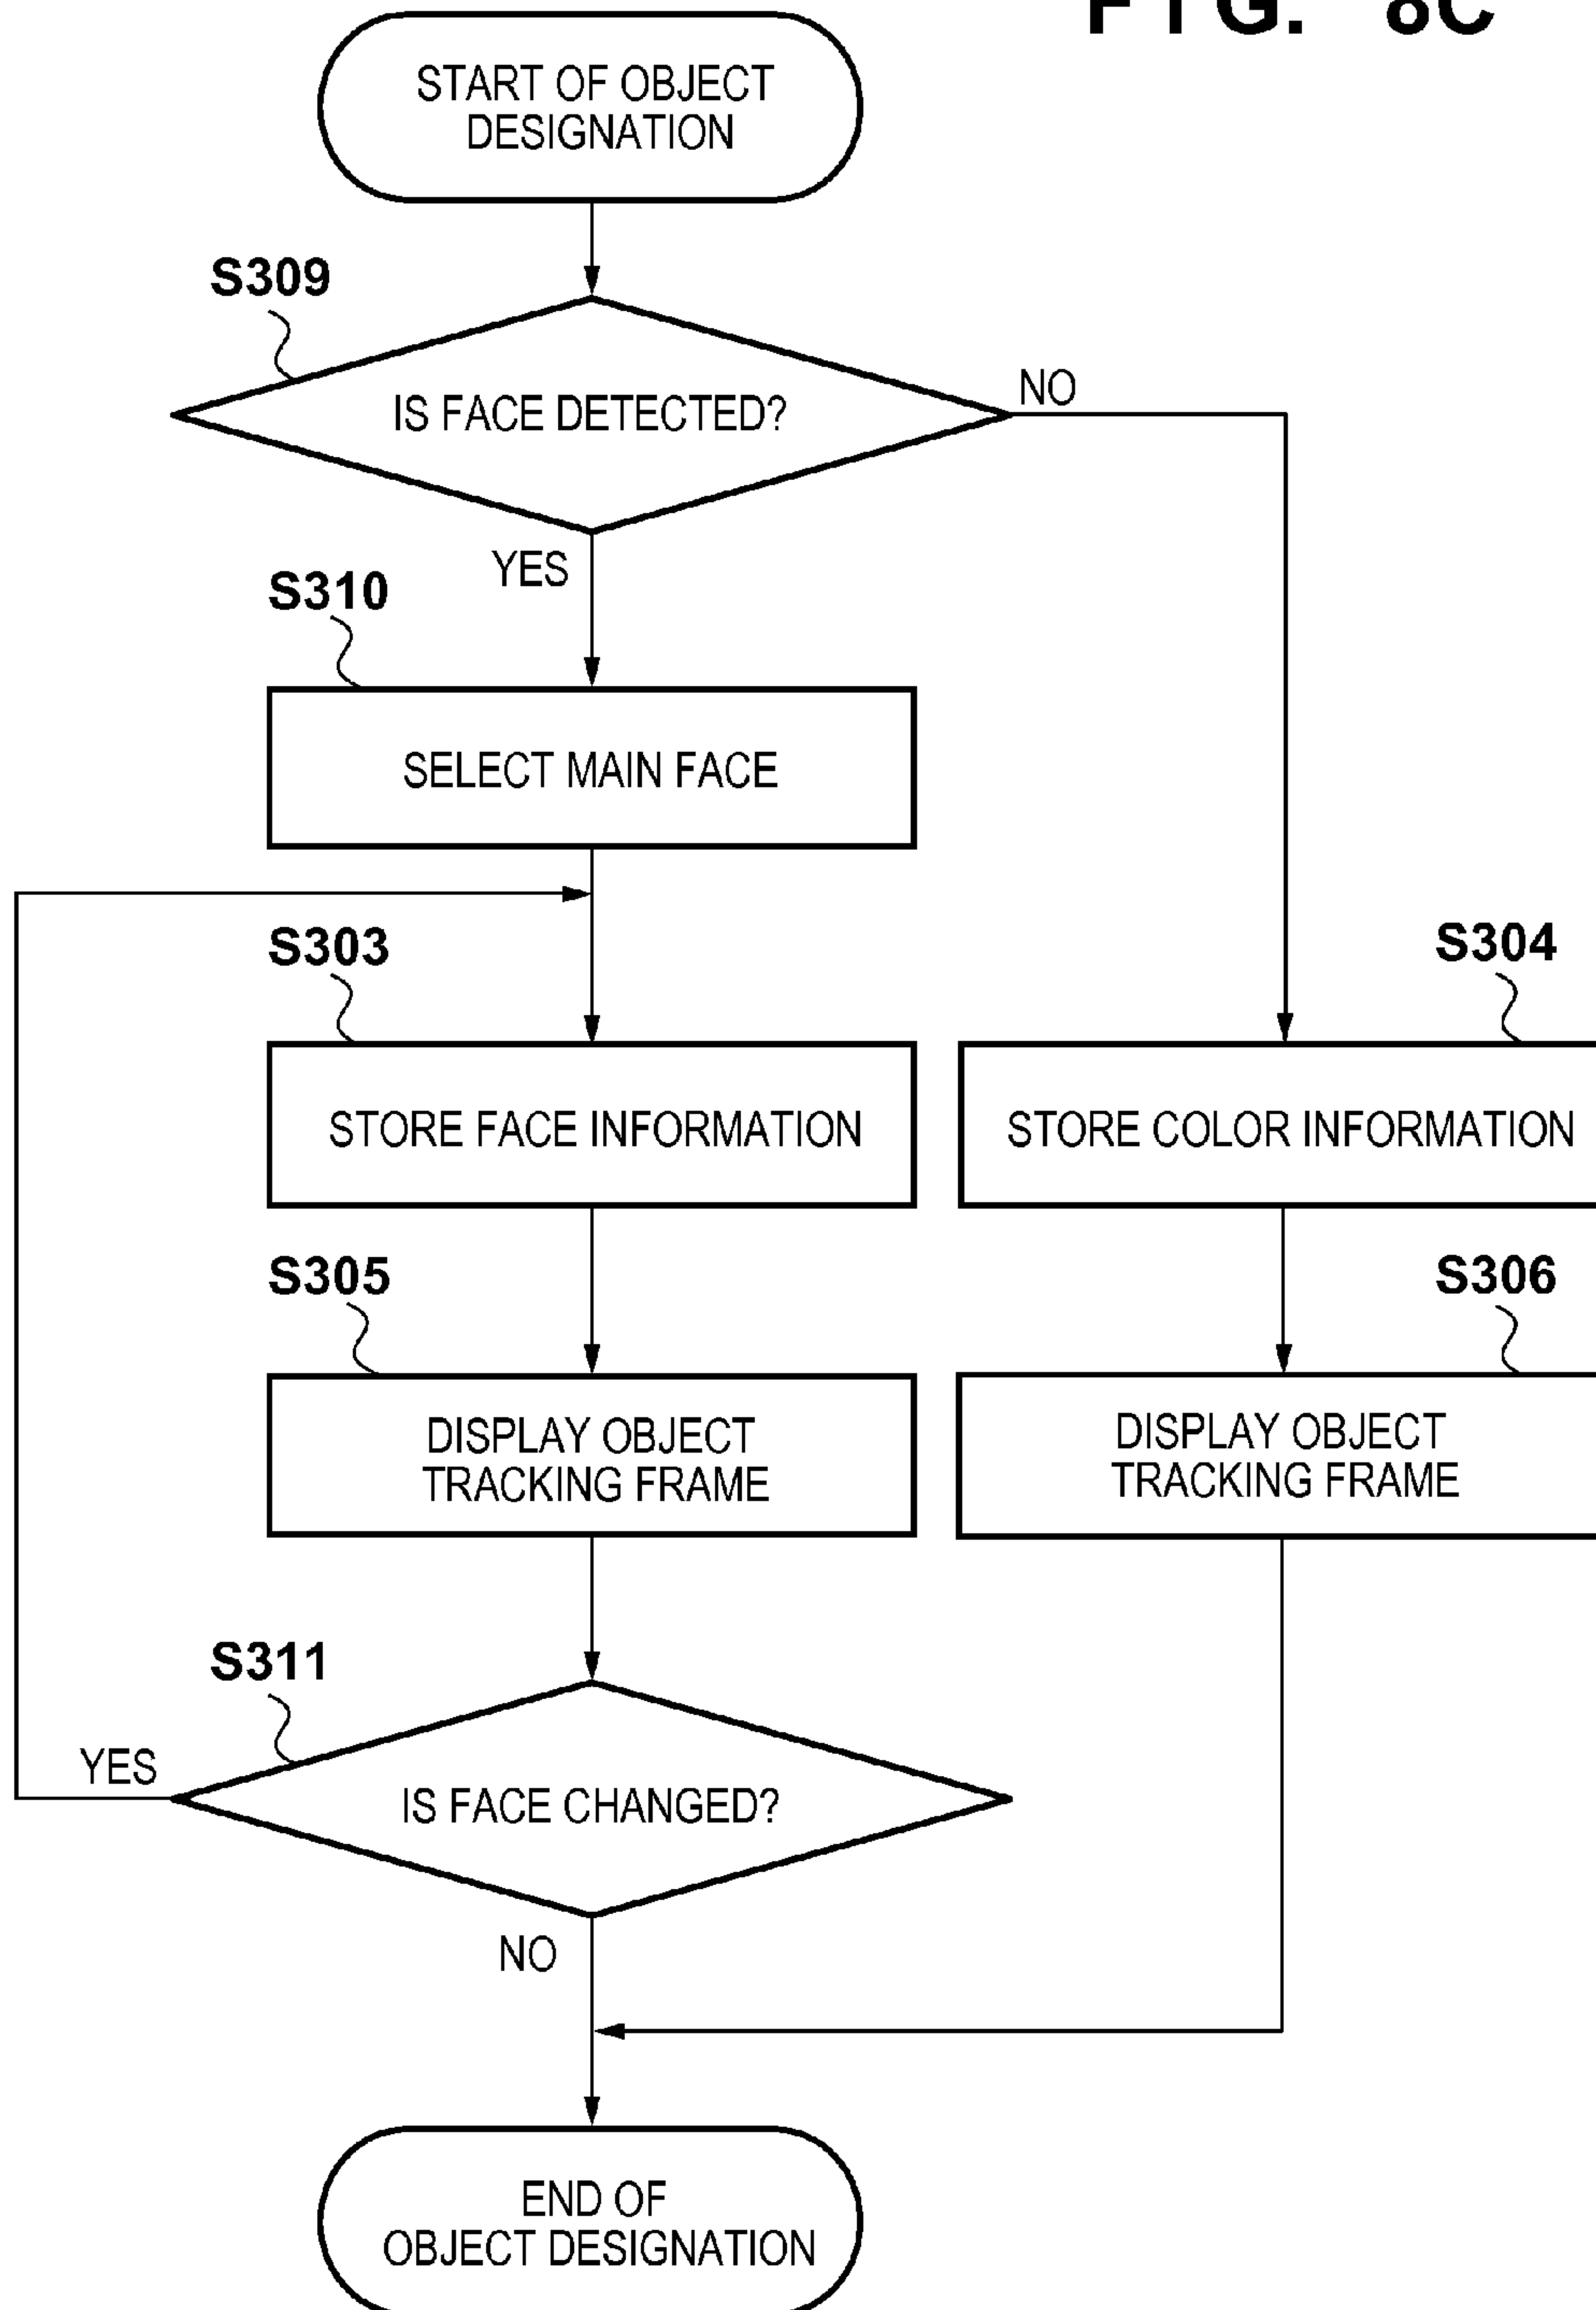 FIG. 8C
START OF OBJECT
DESIGNATION
S309
IS FACE DETECTED?
NO
YES
S310
SELECT MAIN FACE
S303
STORE FACE INFORMATION
S304
STORE COLOR INFORMATION
S305
DISPLAY OBJECT
TRACKING FRAME
S306
DISPLAY OBJECT
TRACKING FRAME
S311
YES
IS FACE CHANGED?
NO
END OF
OBJECT DESIGNATION